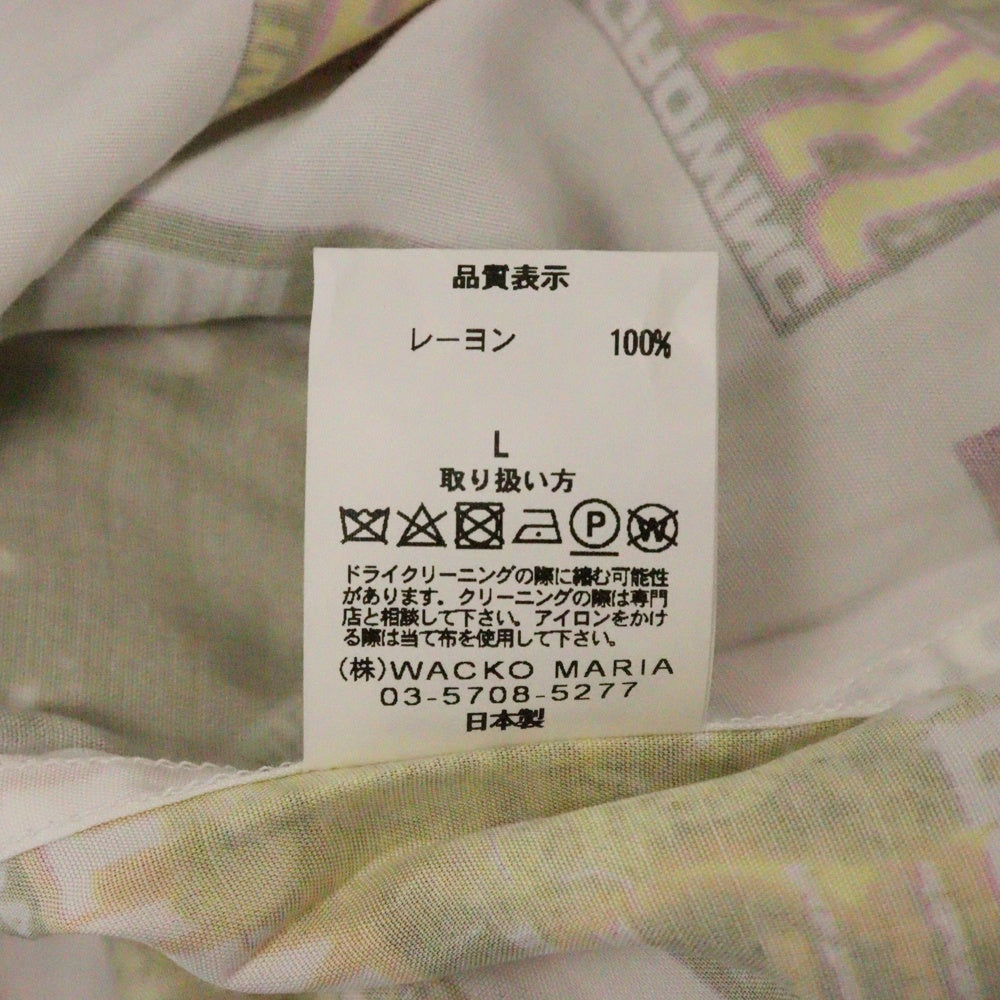 品質表示
レーヨン 100%
L
取り扱い方
P W
ドライクリーニングの際に縮む可能性
があります。クリーニングの際は専門
店と相談して下さい。アイロンをかけ
る際は当て布を使用して下さい。
(株)WACKO MARIA
03-5708-5277
日本製